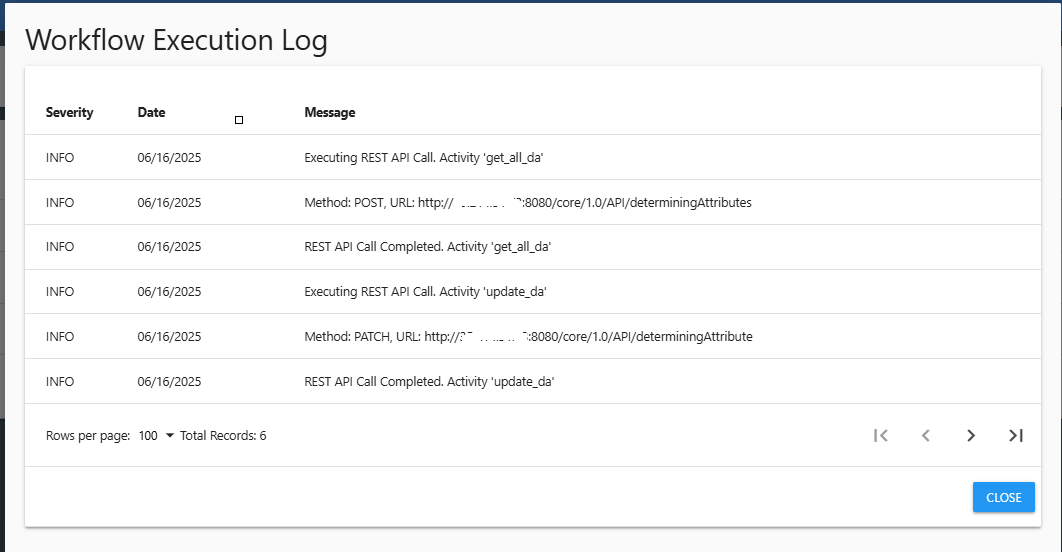 Workflow Execution Log
Severity Date Message
INFO 06/16/2025 Executing REST API Call. Activity 'get_all_da'
INFO 06/16/2025 Method: POST, URL: http:// :8080/core/1.0/API/determiningAttributes
INFO 06/16/2025 REST API Call Completed. Activity 'get_all_da'
INFO 06/16/2025 Executing REST API Call. Activity 'update_da'
INFO 06/16/2025 Method: PATCH, URL: http:// :8080/core/1.0/API/determiningAttribute
INFO 06/16/2025 REST API Call Completed. Activity 'update_da'
Rows per page: 100 Total Records: 6
CLOSE